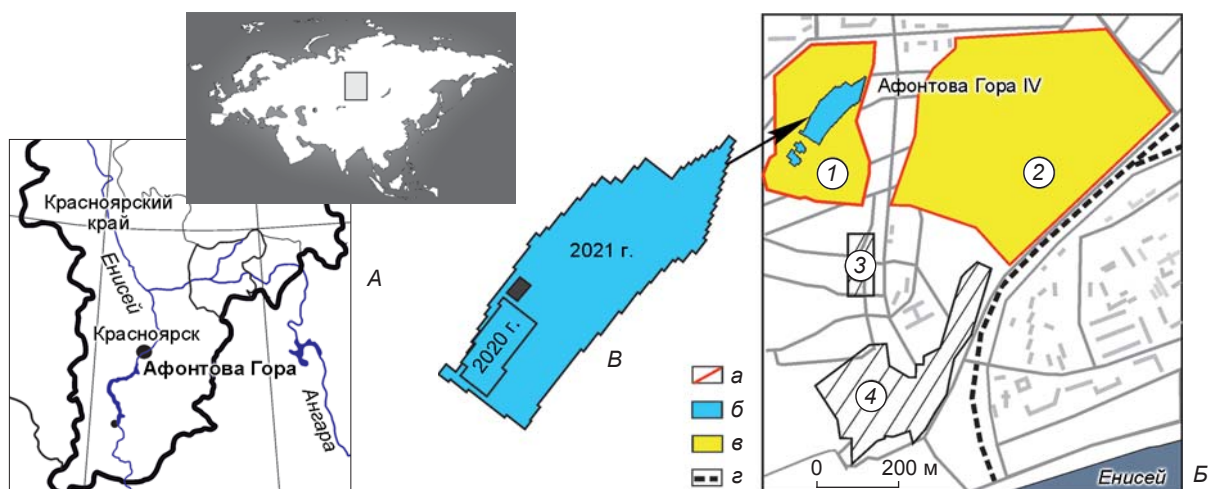 Красноярский
край
Енисей
Красноярск
Афонтова Гора
Ангара
А
2021 г.
2020 г.
В
а
б
в
г
Афонтова Гора IV
1
2
3
4
0 200 м
Енисей
Б